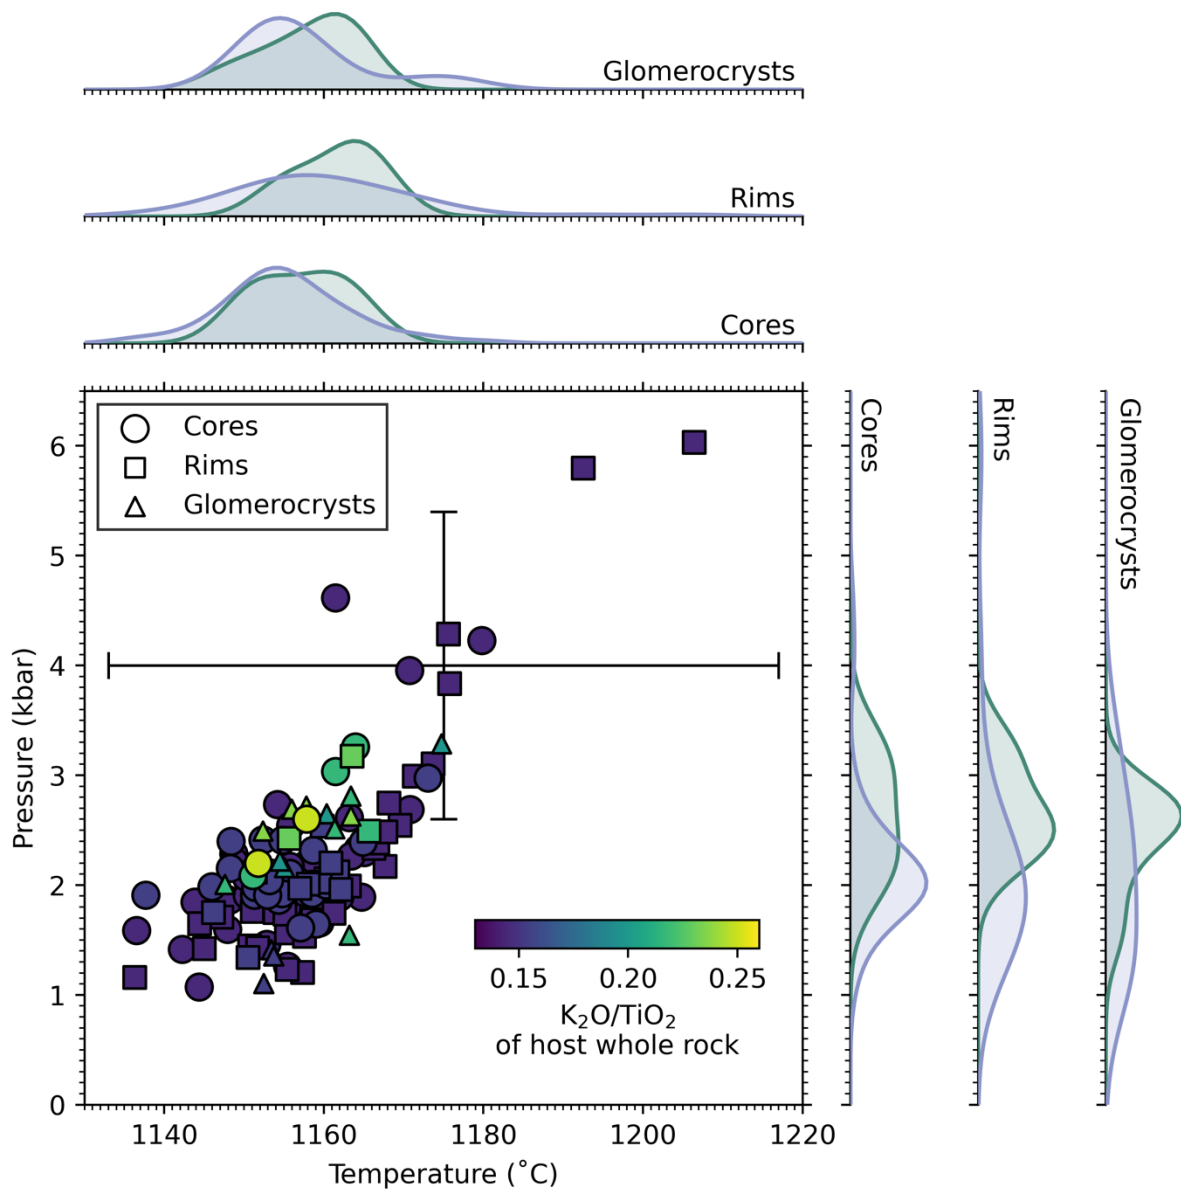 Glomerocrysts
Rims
Cores
Cores
Rims
Glomerocrysts
Cores
Rims
Glomerocrysts
6
5
4
3
2
1
0
Pressure (kbar)
0.15 0.20 0.25
K₂O/TiO₂
of host whole rock
1140 1160 1180 1200 1220
Temperature (˚C)